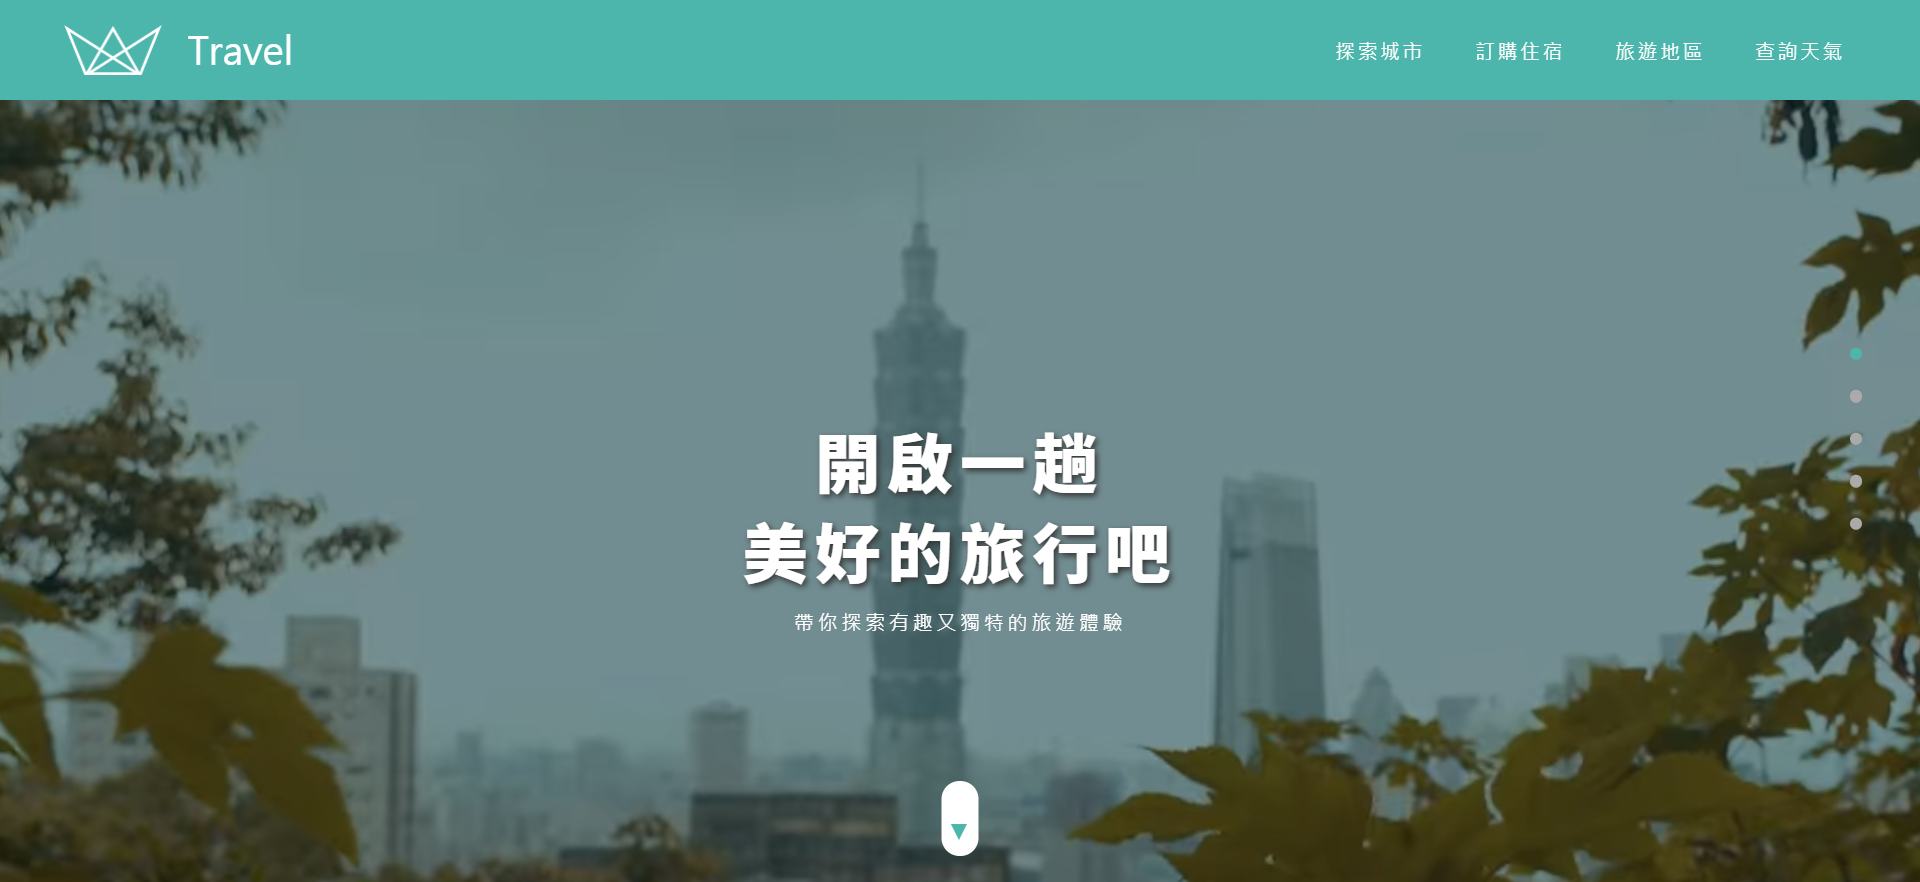 Travel
探索城市
訂購住宿
旅遊地區
查詢天氣
開啟一趟
美好的旅行吧
帶你探索有趣又獨特的旅遊體驗